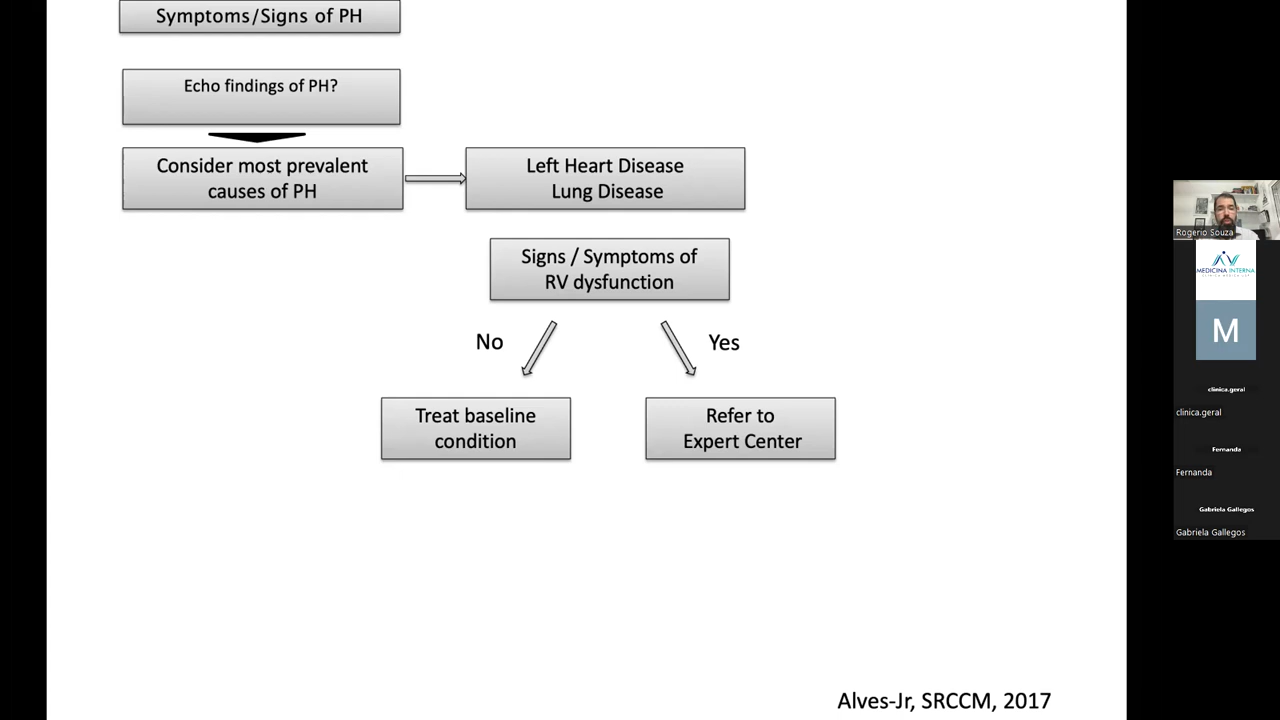 Symptoms/Signs of PH
Echo findings of PH?
Consider most prevalent
causes of PH
Left Heart Disease
Lung Disease
Signs / Symptoms of
RV dysfunction
No
Yes
Treat baseline
condition
Refer to
Expert Center
Alves-Jr, SRCCM, 2017
Rogerio Souza
MEDICINA INTERNA
M
clinica.geral
clinica.geral
Fernanda
Fernanda
Gabriela Gallegos
Gabriela Gallegos